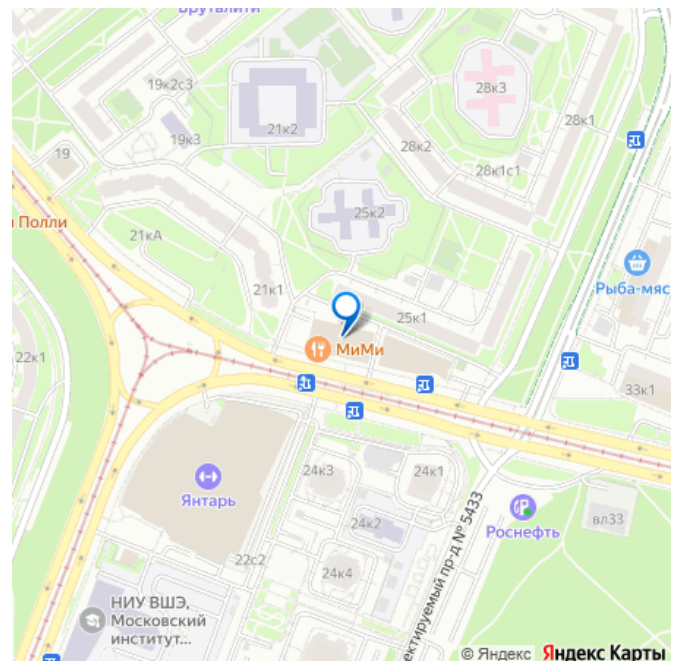 Бруталити
19к2с3
28к3
19к3
21к2
28к1
28к2
19
28к1с1
25к2
Полли
21кА
Рыба-мяс
21к1
25к1
МиМи
22к1
33к1
24к3
24к1
Янтарь
Роснефть
вл33
24к2
ектируемый пр-д № 5433
22с2
24к4
НИУ ВШЭ,
Московский
институт...
© Яндекс Яндекс Карты